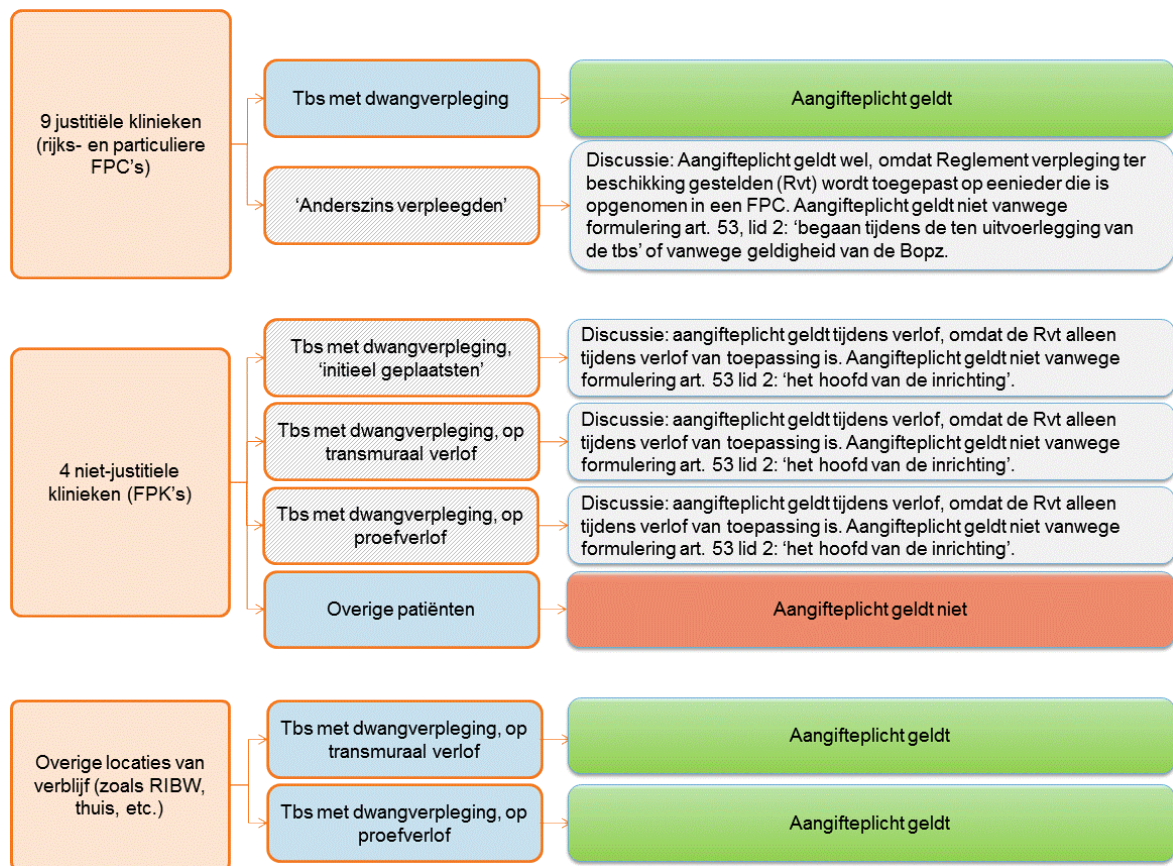 9 justitiële klinieken
(rijks- en particuliere
FPC's)
Tbs met dwangverpleging
Aangifteplicht geldt
'Anderszins verpleegden'
Discussie: Aangifteplicht geldt wel, omdat Reglement verpleging ter
beschikking gestelden (Rvt) wordt toegepast op eenieder die is
opgenomen in een FPC. Aangifteplicht geldt niet vanwege
formulering art. 53, lid 2: 'begaan tijdens de ten uitvoerlegging van
de tbs' of vanwege geldigheid van de Bopz.
4 niet-justitiele
klinieken (FPK's)
Tbs met dwangverpleging,
'initieel geplaatsten'
Discussie: aangifteplicht geldt tijdens verlof, omdat de Rvt alleen
tijdens verlof van toepassing is. Aangifteplicht geldt niet vanwege
formulering art. 53 lid 2: 'het hoofd van de inrichting'.
Tbs met dwangverpleging, op
transmuraal verlof
Discussie: aangifteplicht geldt tijdens verlof, omdat de Rvt alleen
tijdens verlof van toepassing is. Aangifteplicht geldt niet vanwege
formulering art. 53 lid 2: 'het hoofd van de inrichting'.
Tbs met dwangverpleging, op
proefverlof
Discussie: aangifteplicht geldt tijdens verlof, omdat de Rvt alleen
tijdens verlof van toepassing is. Aangifteplicht geldt niet vanwege
formulering art. 53 lid 2: 'het hoofd van de inrichting'.
Overige patiënten
Aangifteplicht geldt niet
Overige locaties van
verblijf (zoals RIBW,
thuis, etc.)
Tbs met dwangverpleging, op
transmuraal verlof
Aangifteplicht geldt
Tbs met dwangverpleging, op
proefverlof
Aangifteplicht geldt